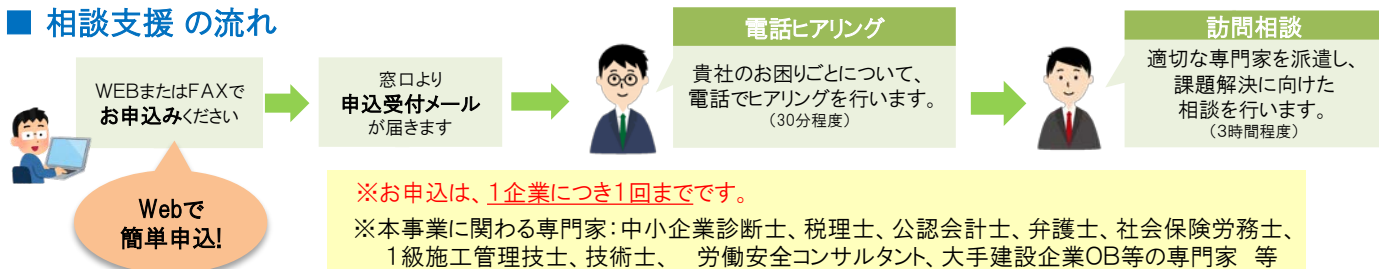 ■ 相談支援 の流れ
WEBまたはFAXで
お申込みください
Webで
簡単申込!
窓口より
申込受付メール
が届きます
電話ヒアリング
貴社のお困りごとについて、
電話でヒアリングを行います。
（30分程度）
訪問相談
適切な専門家を派遣し、
課題解決に向けた
相談を行います。
（3時間程度）
※お申込は、1企業につき1回までです。
※本事業に関わる専門家：中小企業診断士、税理士、公認会計士、弁護士、社会保険労務士、
1級施工管理技士、技術士、　労働安全コンサルタント、大手建設企業OB等の専門家　等